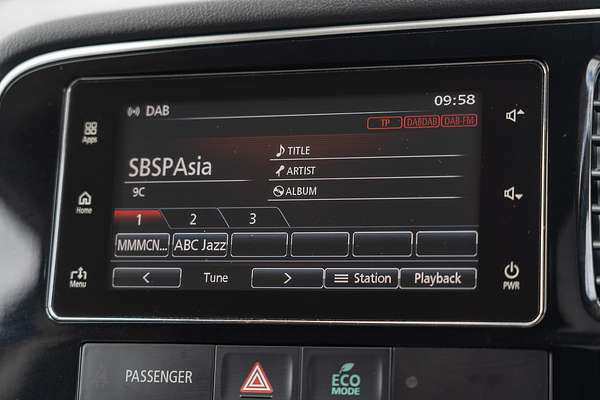 DAB
09:58
TP
DABDAB
DAB-FM
Apps
SBSPAsia
TITLE
ARTIST
9C
ALBUM
Home
1 2 3
MMMCN... ABC Jazz
Menu
< Tune > Station Playback
PWR
PASSENGER
ECO
MODE